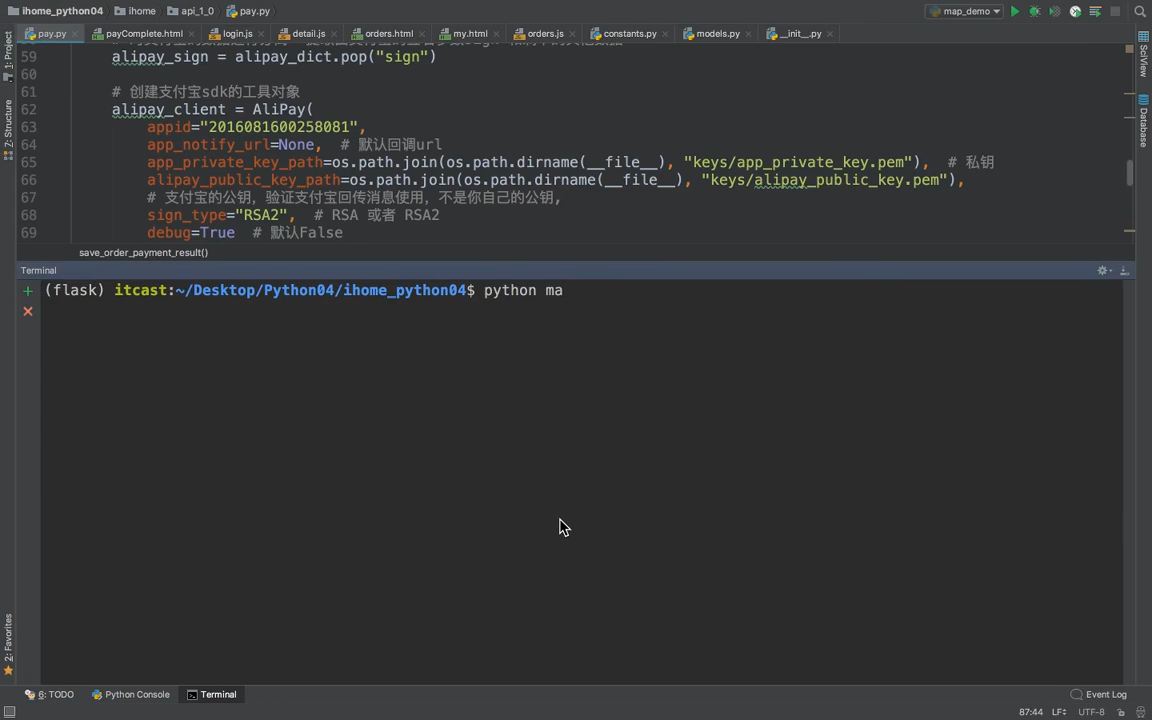 ihome_python04
ihome
api_1_0
pay.py
map_demo
pay.py
payComplete.html
login.js
detail.js
orders.html
my.html
orders.js
constants.py
models.py
__init__.py
59 alipay_sign = alipay_dict.pop("sign")
60
61 # 创建支付宝sdk的工具对象
62 alipay_client = AliPay(
63 appid="2016081600258081",
64 app_notify_url=None, # 默认回调url
65 app_private_key_path=os.path.join(os.path.dirname(__file__), "keys/app_private_key.pem"), # 私钥
66 alipay_public_key_path=os.path.join(os.path.dirname(__file__), "keys/alipay_public_key.pem"),
67 # 支付宝的公钥，验证支付宝回传消息使用，不是你自己的公钥,
68 sign_type="RSA2", # RSA 或者 RSA2
69 debug=True # 默认False
save_order_payment_result()
Terminal
(flask) itcast:~/Desktop/Python04/ihome_python04$ python ma
1: Project
7: Structure
2: Favorites
SciView
Database
6: TODO
Python Console
Terminal
Event Log
87:44 LF÷ UTF-8